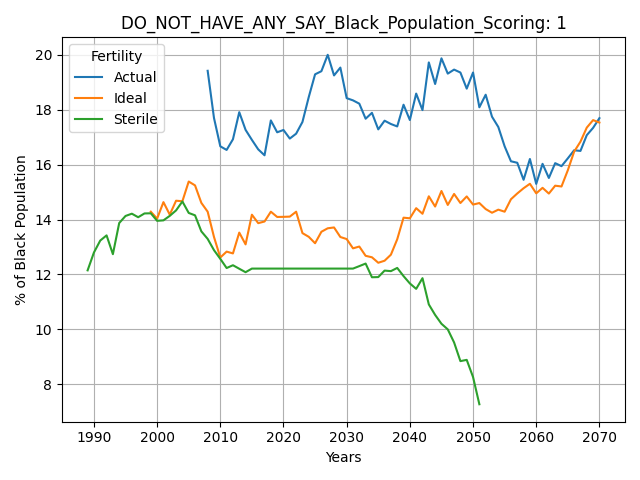 DO_NOT_HAVE_ANY_SAY_Black_Population_Scoring: 1
Fertility
Actual
Ideal
Sterile
% of Black Population
20
18
16
14
12
10
8
1990 2000 2010 2020 2030 2040 2050 2060 2070
Years